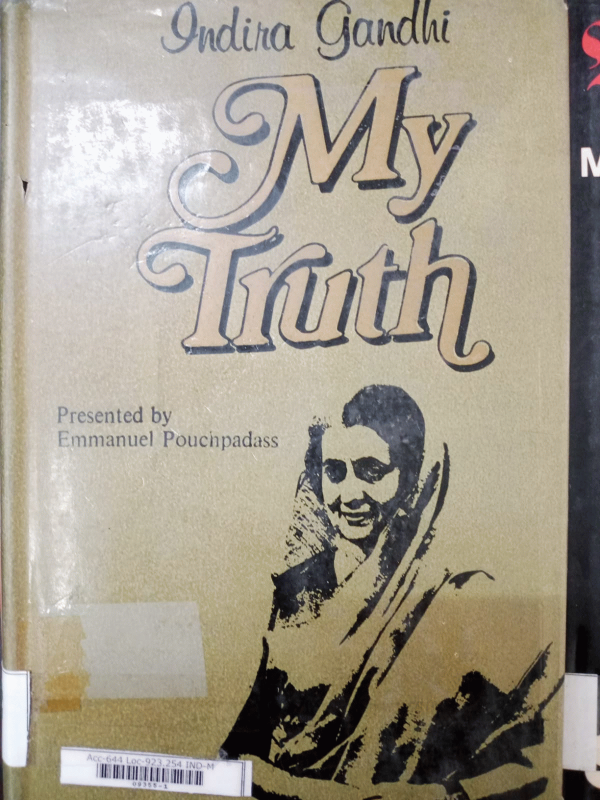 Indira Gandhi
My
Truth
Presented by
Emmanuel Pouchpadass
Acc-644 Loc-923.254 IND-M
M